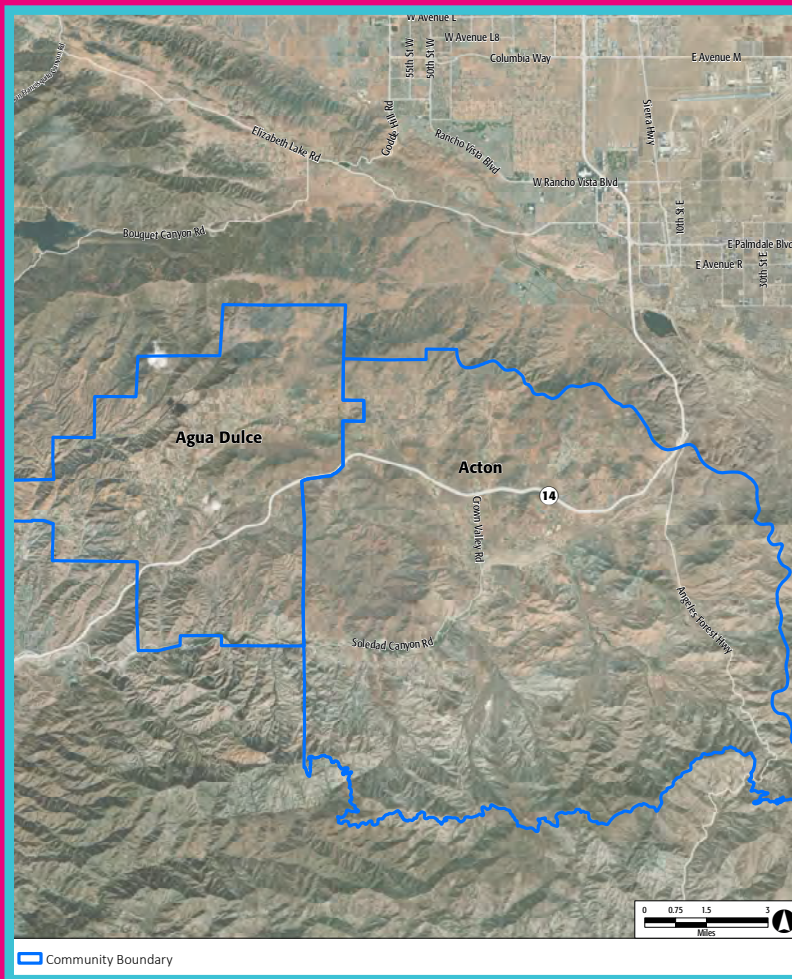 W Avenue L
W Avenue L8
55th St W
50th St W
Columbia Way
E Avenue M
Sierra Hwy
Godde Hill Rd
Elizabeth Lake Rd
Rancho Vista Blvd
W Rancho Vista Blvd
10th St E
Bouquet Canyon Rd
E Palmdale Blvd
E Avenue R
30th St E
Agua Dulce
Acton
14
Crown Valley Rd
Angeles Forest Hwy
Soledad Canyon Rd
0 0.75 1.5 3
Miles
Community Boundary